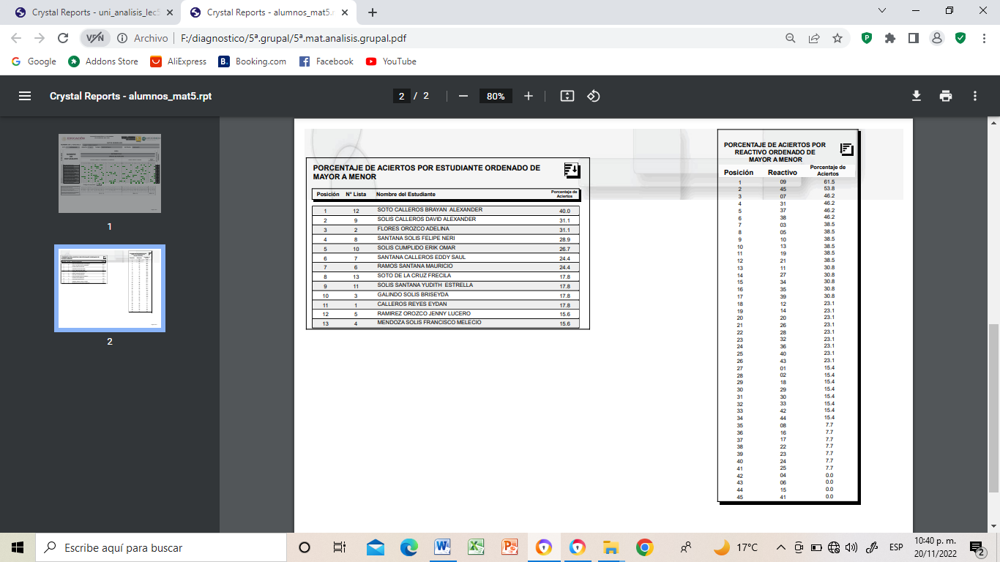 Crystal Reports - uni_analisis_lec5
Crystal Reports - alumnos_mat5.r
VPN
Archivo
F:/diagnostico/5ª.grupal/5ª.mat.analisis.grupal.pdf
Google
Addons Store
AliExpress
Booking.com
Facebook
YouTube
Crystal Reports - alumnos_mat5.rpt
2 / 2
80%
1
2
PORCENTAJE DE ACIERTOS POR ESTUDIANTE ORDENADO DE
MAYOR A MENOR
Posición N° Lista Nombre del Estudiante Porcentaje de Aciertos
1 12 SOTO CALLEROS BRAYAN ALEXANDER 40.0
2 9 SOLIS CALLEROS DAVID ALEXANDER 31.1
3 2 FLORES OROZCO ADELINA 31.1
4 8 SANTANA SOLIS FELIPE NERI 28.9
5 10 SOLIS CUMPLIDO ERIK OMAR 26.7
6 7 SANTANA CALLEROS EDDY SAUL 24.4
7 6 RAMOS SANTANA MAURICIO 24.4
8 13 SOTO DE LA CRUZ FRECILA 17.8
9 11 SOLIS SANTANA YUDITH ESTRELLA 17.8
10 3 GALINDO SOLIS BRISEYDA 17.8
11 1 CALLEROS REYES EYDAN 17.8
12 5 RAMIREZ OROZCO JENNY LUCERO 15.6
13 4 MENDOZA SOLIS FRANCISCO MELECIO 15.6
PORCENTAJE DE ACIERTOS POR
REACTIVO ORDENADO DE
MAYOR A MENOR
Posición Reactivo Porcentaje de Aciertos
1 09 61.5
2 45 53.8
3 07 46.2
4 31 46.2
5 37 46.2
6 38 46.2
7 03 38.5
8 05 38.5
9 10 38.5
10 13 38.5
11 19 38.5
12 21 38.5
13 11 30.8
14 27 30.8
15 34 30.8
16 35 30.8
17 39 30.8
18 12 23.1
19 14 23.1
20 20 23.1
21 26 23.1
22 28 23.1
23 32 23.1
24 36 23.1
25 40 23.1
26 43 23.1
27 01 15.4
28 02 15.4
29 18 15.4
30 29 15.4
31 30 15.4
32 33 15.4
33 42 15.4
34 44 15.4
35 08 7.7
36 16 7.7
37 17 7.7
38 22 7.7
39 23 7.7
40 24 7.7
41 25 7.7
42 04 0.0
43 06 0.0
44 15 0.0
45 41 0.0
Escribe aquí para buscar
17°C
ESP
10:40 p. m.
20/11/2022
2